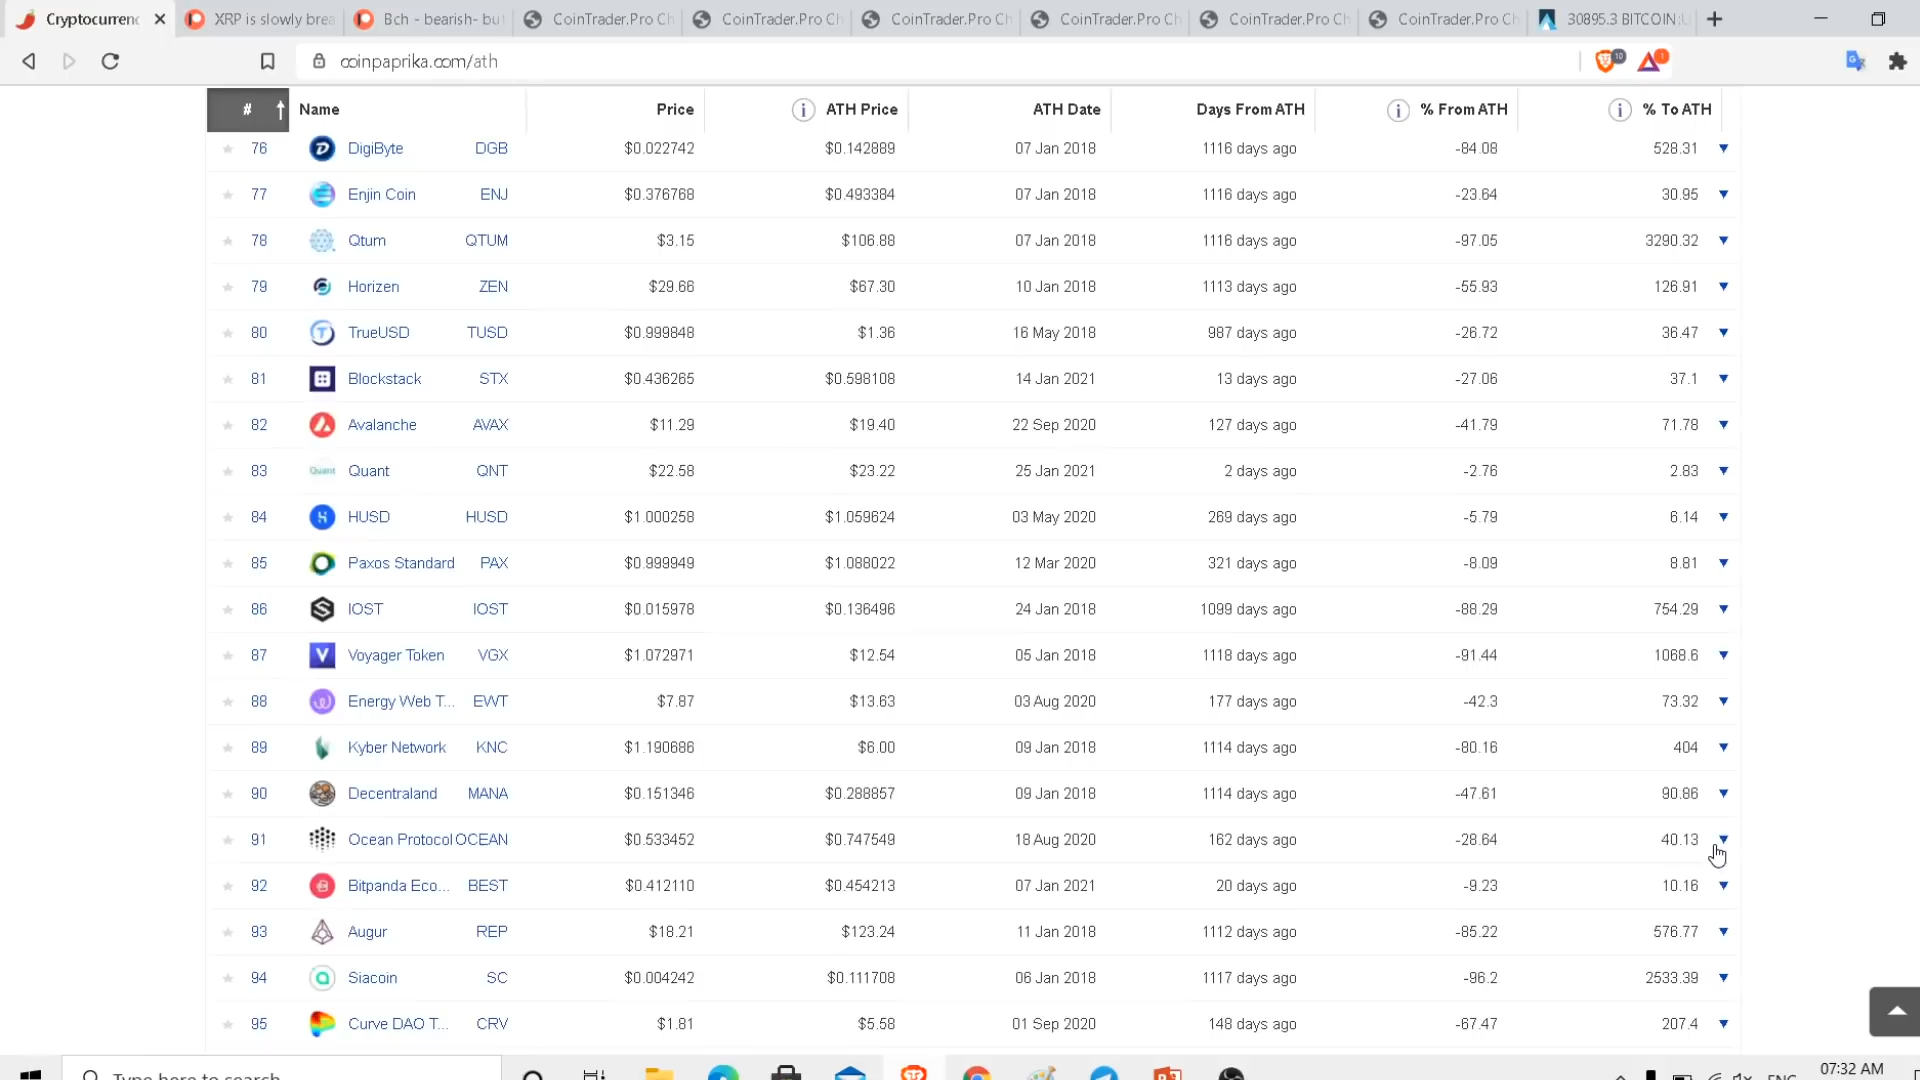 Cryptocurrenc
XRP is slowly brea
Bch - bearish- bu
CoinTrader.Pro Ch
CoinTrader.Pro Ch
CoinTrader.Pro Ch
CoinTrader.Pro Ch
CoinTrader.Pro Ch
CoinTrader.Pro Ch
30895.3 BITCOIN:U
coinpaprika.com/ath
10
1
# Name Price ATH Price ATH Date Days From ATH % From ATH % To ATH
76 DigiByte DGB $0.022742 $0.142889 07 Jan 2018 1116 days ago -84.08 528.31
77 Enjin Coin ENJ $0.376768 $0.493384 07 Jan 2018 1116 days ago -23.64 30.95
78 Qtum QTUM $3.15 $106.88 07 Jan 2018 1116 days ago -97.05 3290.32
79 Horizen ZEN $29.66 $67.30 10 Jan 2018 1113 days ago -55.93 126.91
80 TrueUSD TUSD $0.999848 $1.36 16 May 2018 987 days ago -26.72 36.47
81 Blockstack STX $0.436265 $0.598108 14 Jan 2021 13 days ago -27.06 37.1
82 Avalanche AVAX $11.29 $19.40 22 Sep 2020 127 days ago -41.79 71.78
83 Quant QNT $22.58 $23.22 25 Jan 2021 2 days ago -2.76 2.83
84 HUSD HUSD $1.000258 $1.059624 03 May 2020 269 days ago -5.79 6.14
85 Paxos Standard PAX $0.999949 $1.088022 12 Mar 2020 321 days ago -8.09 8.81
86 IOST IOST $0.015978 $0.136496 24 Jan 2018 1099 days ago -88.29 754.29
87 Voyager Token VGX $1.072971 $12.54 05 Jan 2018 1118 days ago -91.44 1068.6
88 Energy Web T... EWT $7.87 $13.63 03 Aug 2020 177 days ago -42.3 73.32
89 Kyber Network KNC $1.190686 $6.00 09 Jan 2018 1114 days ago -80.16 404
90 Decentraland MANA $0.151346 $0.288857 09 Jan 2018 1114 days ago -47.61 90.86
91 Ocean Protocol OCEAN $0.533452 $0.747549 18 Aug 2020 162 days ago -28.64 40.13
92 Bitpanda Eco... BEST $0.412110 $0.454213 07 Jan 2021 20 days ago -9.23 10.16
93 Augur REP $18.21 $123.24 11 Jan 2018 1112 days ago -85.22 576.77
94 Siacoin SC $0.004242 $0.111708 06 Jan 2018 1117 days ago -96.2 2533.39
95 Curve DAO T... CRV $1.81 $5.58 01 Sep 2020 148 days ago -67.47 207.4
Type here to search
ENG
07:32 AM